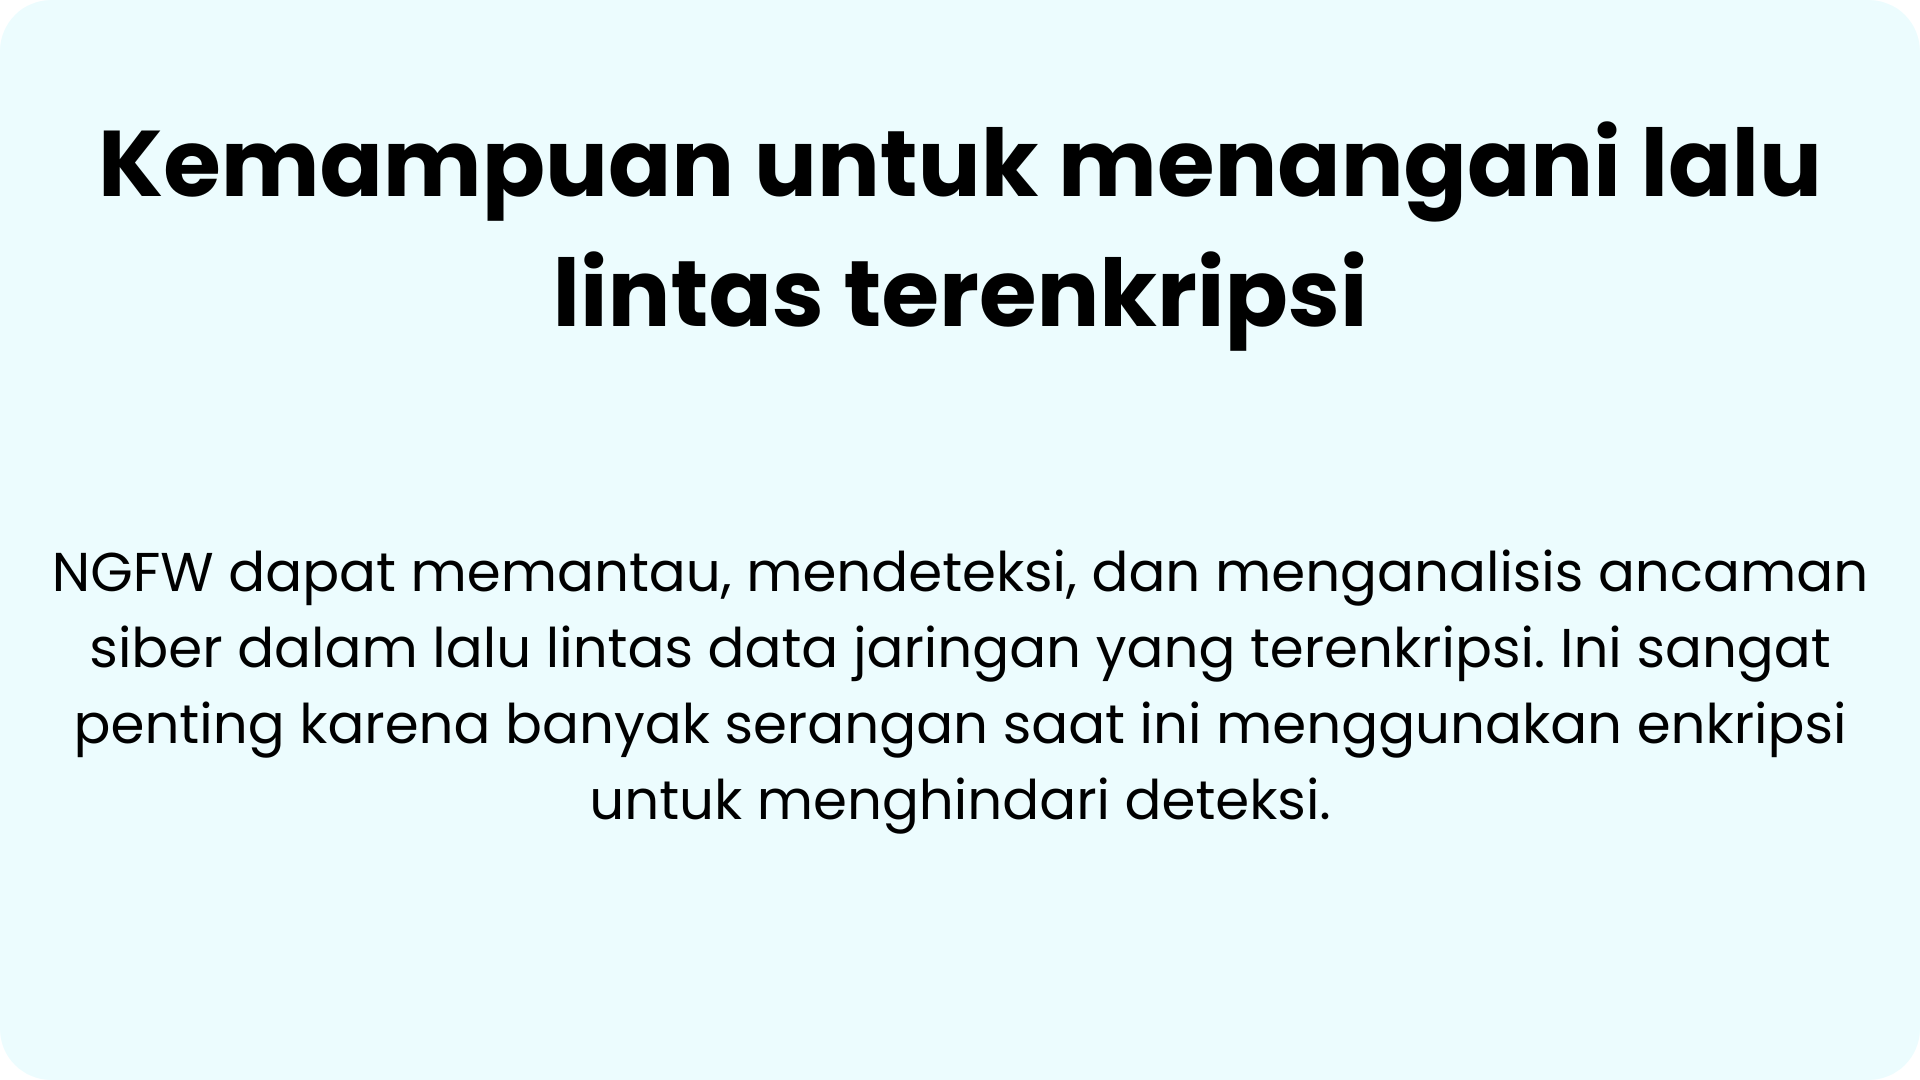 Kemampuan untuk menangani lalu
lintas terenkripsi
NGFW dapat memantau, mendeteksi, dan menganalisis ancaman
siber dalam lalu lintas data jaringan yang terenkripsi. Ini sangat
penting karena banyak serangan saat ini menggunakan enkripsi
untuk menghindari deteksi.